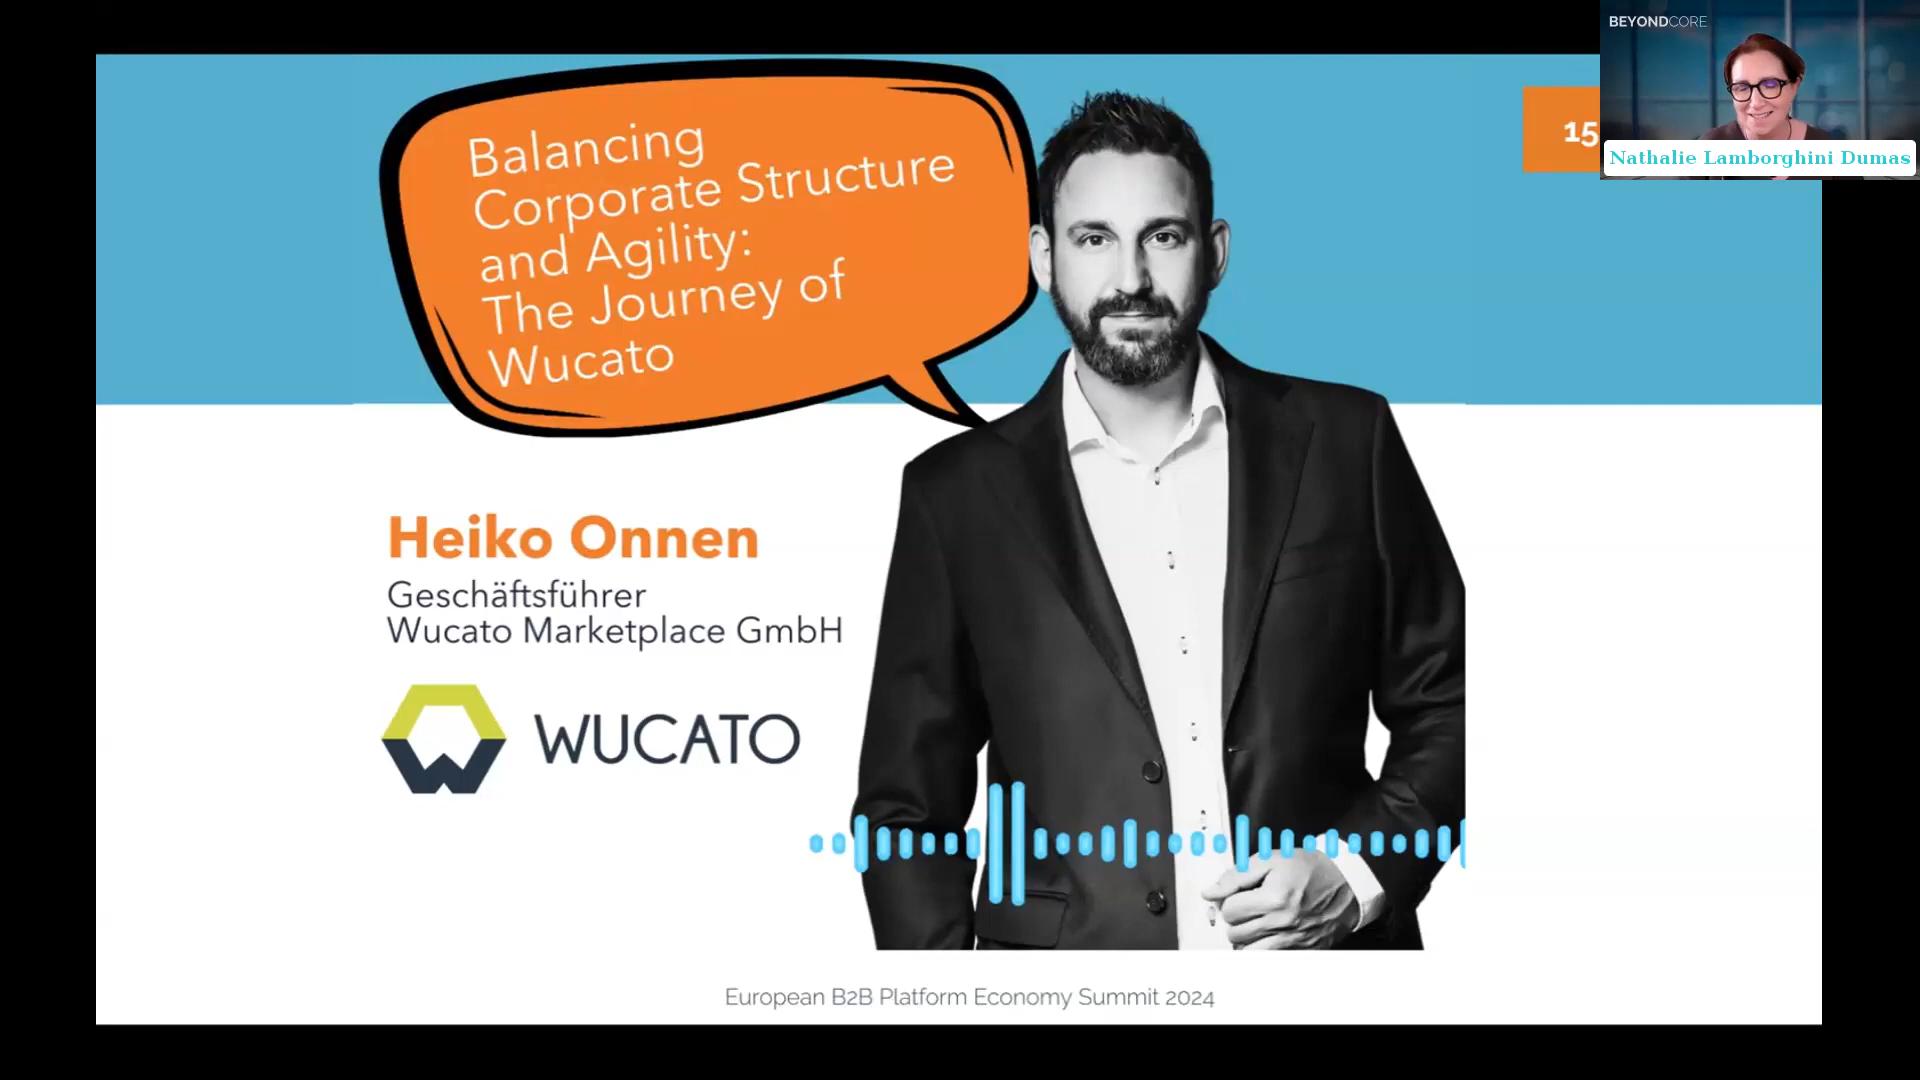 BEYONDCORE
Nathalie Lamborghini Dumas
15
Balancing
Corporate Structure
and Agility:
The Journey of
Wucato
Heiko Onnen
Geschäftsführer
Wucato Marketplace GmbH
WUCATO
European B2B Platform Economy Summit 2024